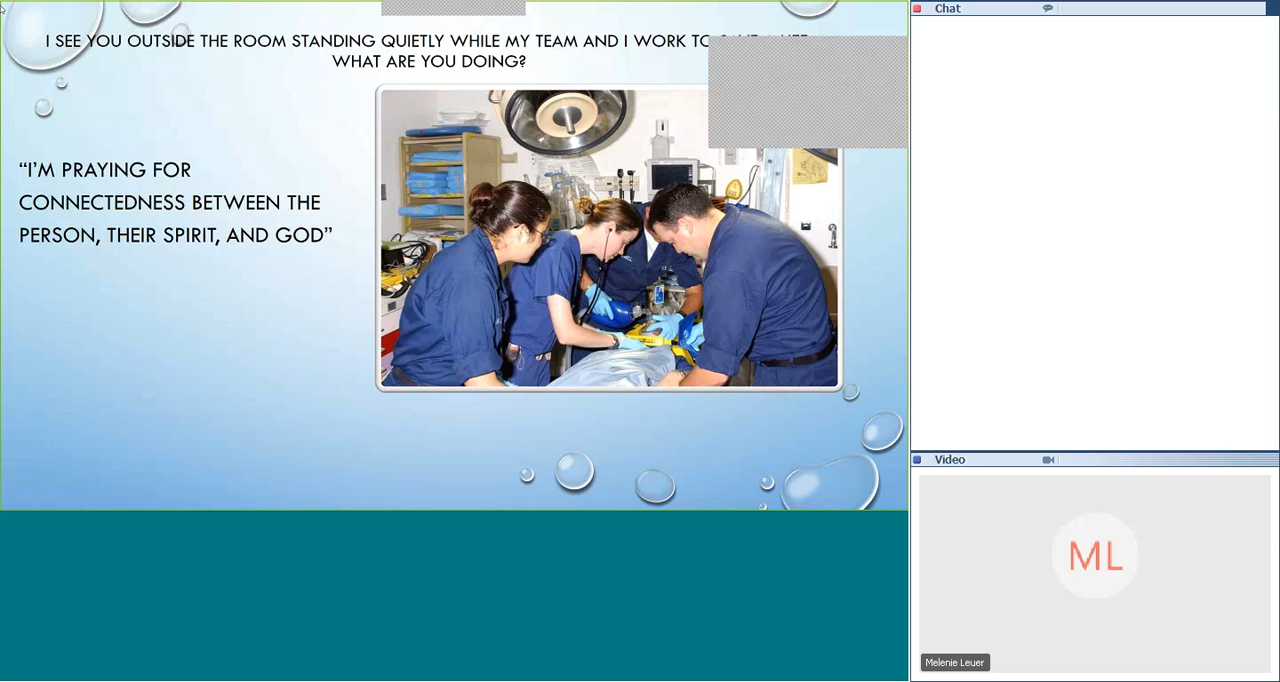 I SEE YOU OUTSIDE THE ROOM STANDING QUIETLY WHILE MY TEAM AND I WORK TO
WHAT ARE YOU DOING?
“I’M PRAYING FOR
CONNECTEDNESS BETWEEN THE
PERSON, THEIR SPIRIT, AND GOD”
Chat
Video
ML
Melenie Leuer